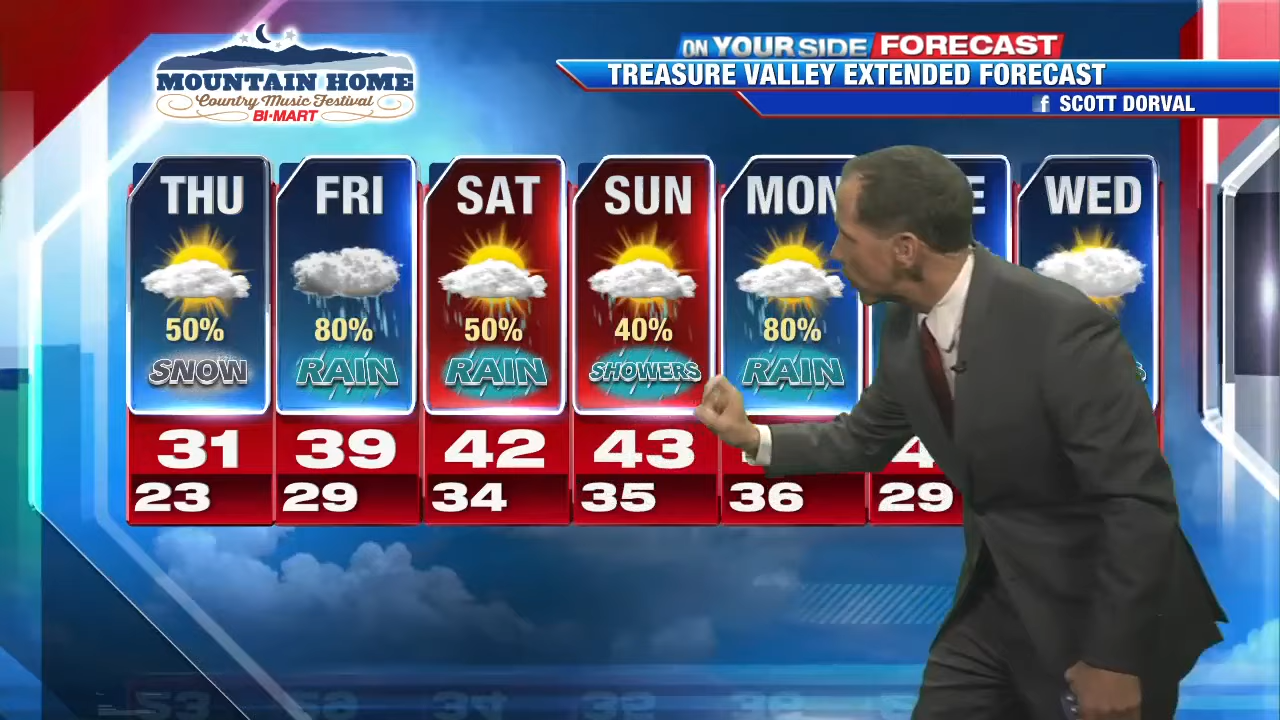 MOUNTAIN HOME
Country Music Festival
BI-MART
ON YOUR SIDE FORECAST
TREASURE VALLEY EXTENDED FORECAST
f SCOTT DORVAL
THU FRI SAT SUN MON WED
50% 80% 50% 40% 80%
SNOW RAIN RAIN SHOWERS RAIN
31 39 42 43
23 29 34 35 36 29